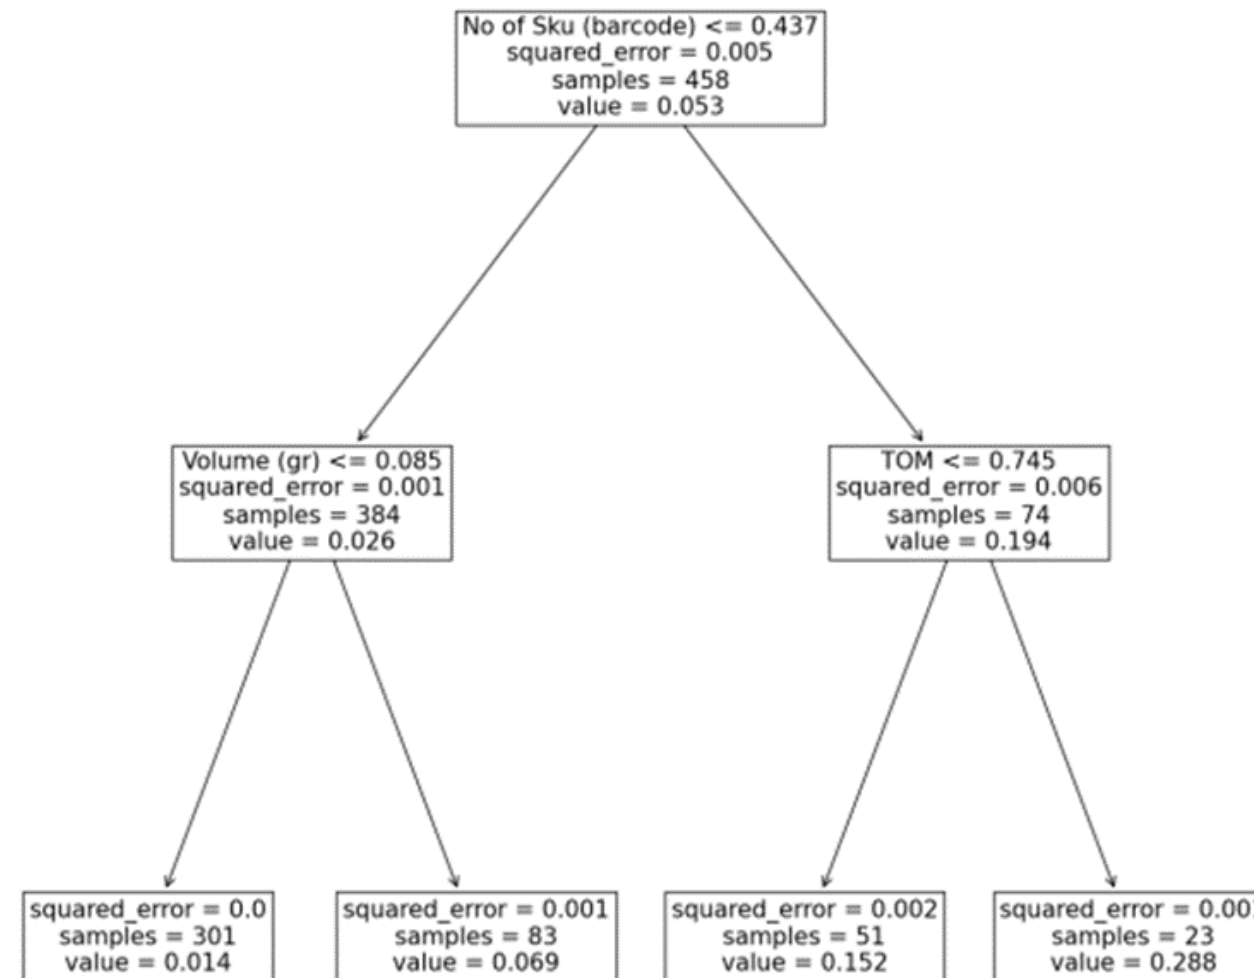 No of Sku (barcode) <= 0.437
squared_error = 0.005
samples = 458
value = 0.053
Volume (gr) <= 0.085
squared_error = 0.001
samples = 384
value = 0.026
TOM <= 0.745
squared_error = 0.006
samples = 74
value = 0.194
squared_error = 0.0
samples = 301
value = 0.014
squared_error = 0.001
samples = 83
value = 0.069
squared_error = 0.002
samples = 51
value = 0.152
squared_error =
samples = 23
value = 0.288